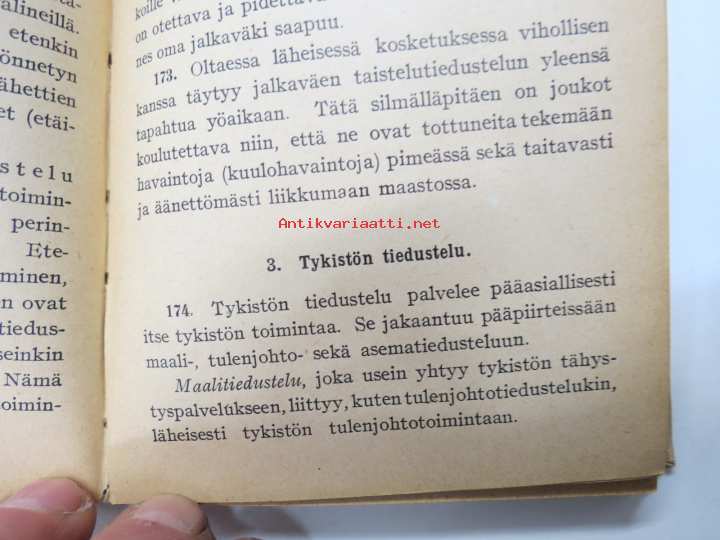 alineillä.
etenkin
önnetyn
ähettien
et (etäi-
stelu
toimin-
perin-
Ete-
minen,
n ovat
tiedus-
seinkin
Nämä
toimin-
koille
on otettava ja pidettävä
nes oma jalkaväki saapuu.
173. Oltaessa läheisessä kosketuksessa vihollisen
kanssa täytyy jalkaväen taistelutiedustelun yleensä
tapahtua yöaikaan. Tätä silmälläpitäen on joukot
koulutettava niin, että ne ovat tottuneita tekemään
havaintoja (kuulohavaintoja) pimeässä sekä taitavasti
ja äänettömästi liikkumaan maastossa.
Antikvariaatti.net
3. Tykistön tiedustelu.
174. Tykistön tiedustelu palvelee pääasiallisesti
itse tykistön toimintaa. Se jakaantuu pääpiirteissään
maali-, tulenjohto- sekä asematiedusteluun.
Maalitiedustelu, joka usein yhtyy tykistön tähys-
tyspalvelukseen, liittyy, kuten tulenjohtotiedustelukin,
läheisesti tykistön tulenjohtotoimintaan.